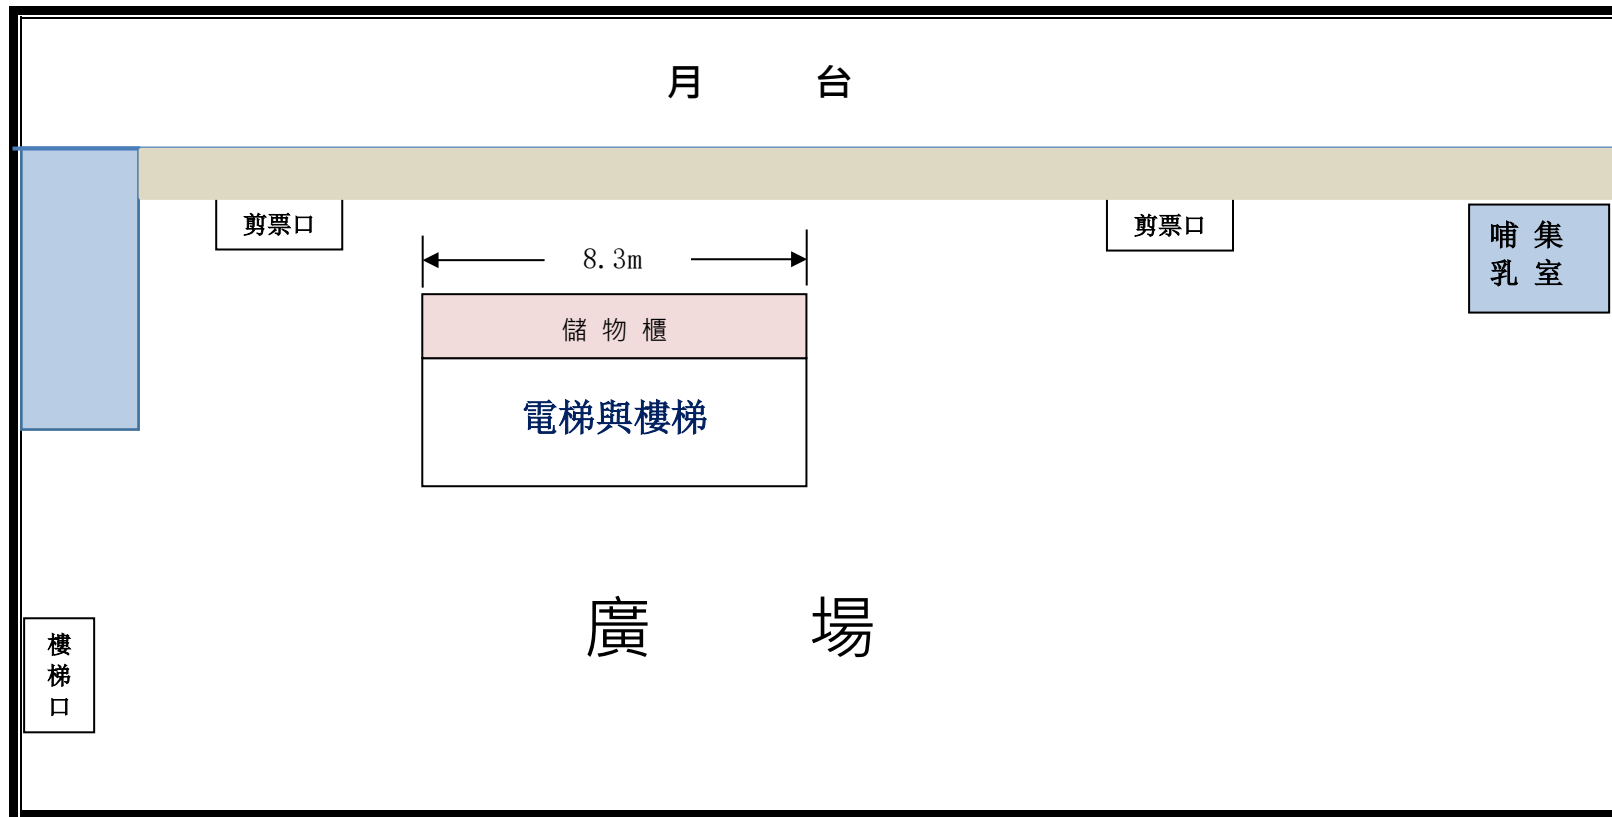 月 台
剪票口
剪票口
哺 集
乳 室
8.3m
儲 物 櫃
電梯與樓梯
廣 場
樓
梯
口